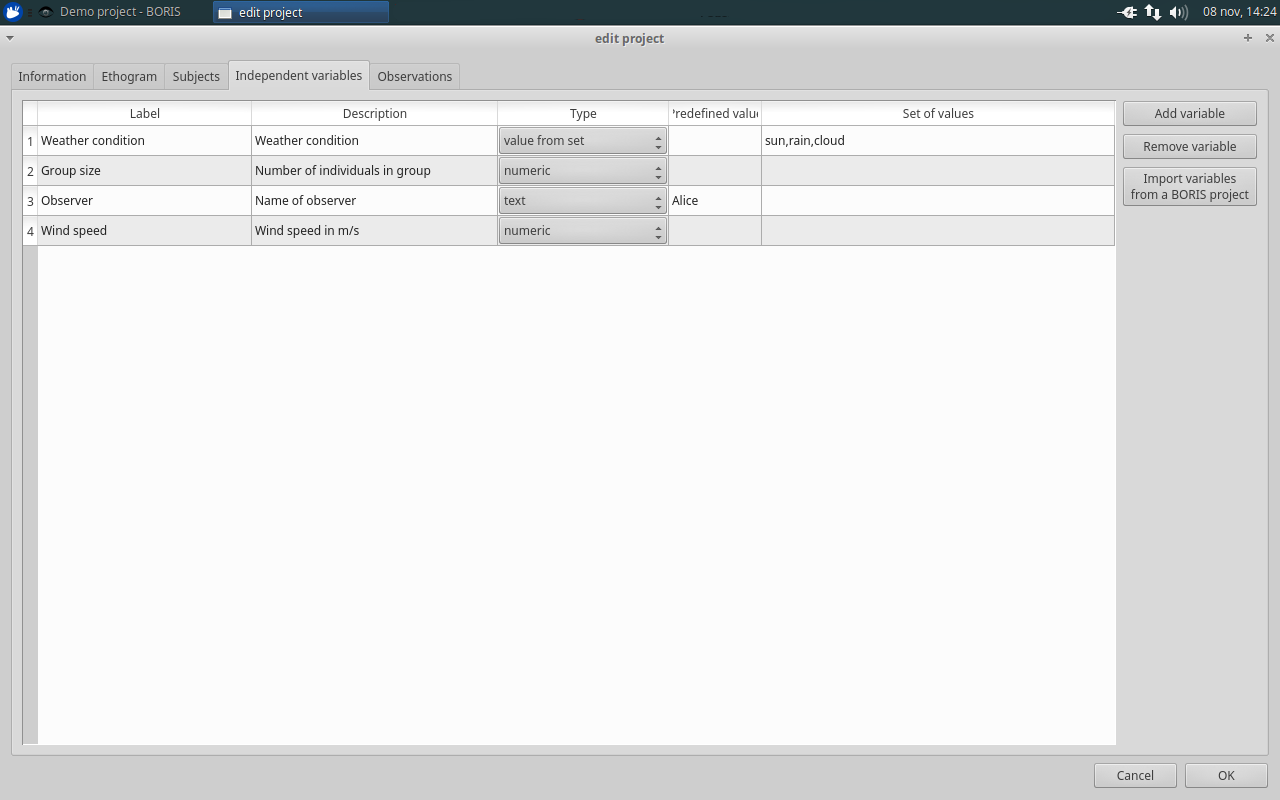 Demo project - BORIS
edit project
08 nov, 14:24
edit project
Information Ethogram Subjects Independent variables Observations
Label Description Type Set of values
1 Weather condition Weather condition value from set sun,rain,cloud
2 Group size Number of individuals in group numeric
3 Observer Name of observer text Alice
4 Wind speed Wind speed in m/s numeric
Add variable
Remove variable
Import variables
from a BORIS project
Cancel OK